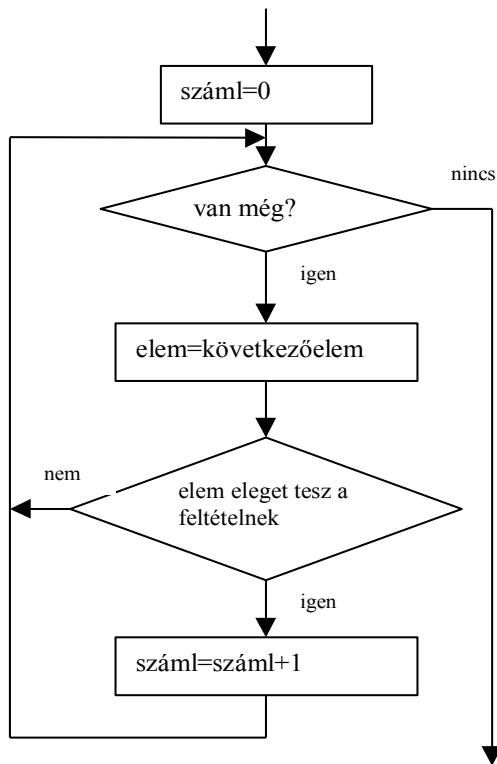 száml=0
nincs
van még?
igen
elem=következőelem
nem
elem eleget tesz a
feltételnek
igen
száml=száml+1